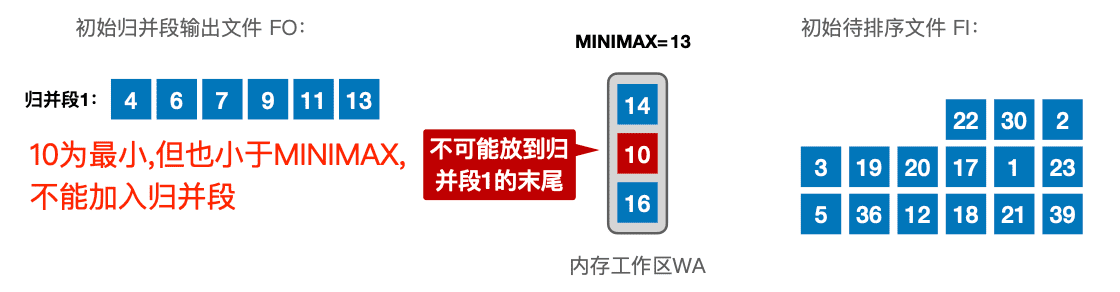 初始归并段输出文件 FO：
MINIMAX=13
初始待排序文件 FI：
归并段1： 4 6 7 9 11 13
10为最小,但也小于MINIMAX,
不能加入归并段
不可能放到归
并段1的末尾
14
10
16
内存工作区WA
22 30 2
3 19 20 17 1 23
5 36 12 18 21 39